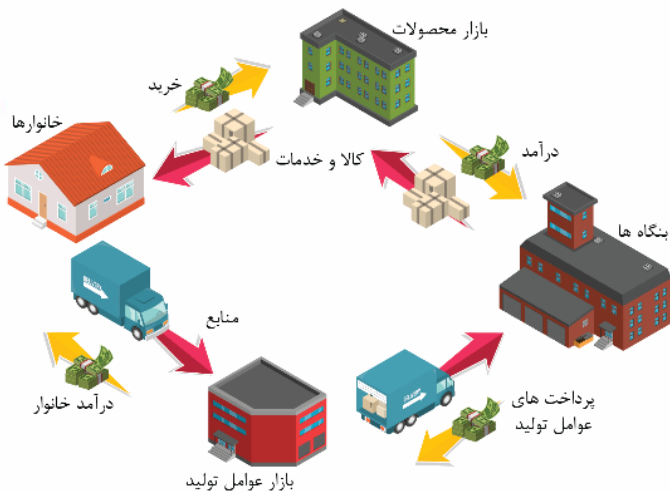 بازار محصولات
خرید
خانوارها
کالا و خدمات
درآمد
بنگاه ها
منابع
درآمد خانوار
پرداخت های
عوامل تولید
بازار عوامل تولید